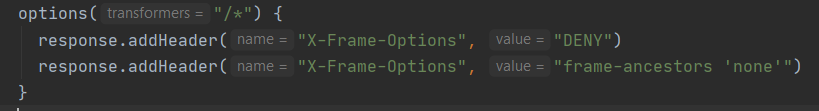 options( transformers = "/*") {
response.addHeader( name = "X-Frame-Options", value = "DENY")
response.addHeader( name = "X-Frame-Options", value = "frame-ancestors 'none'")
}